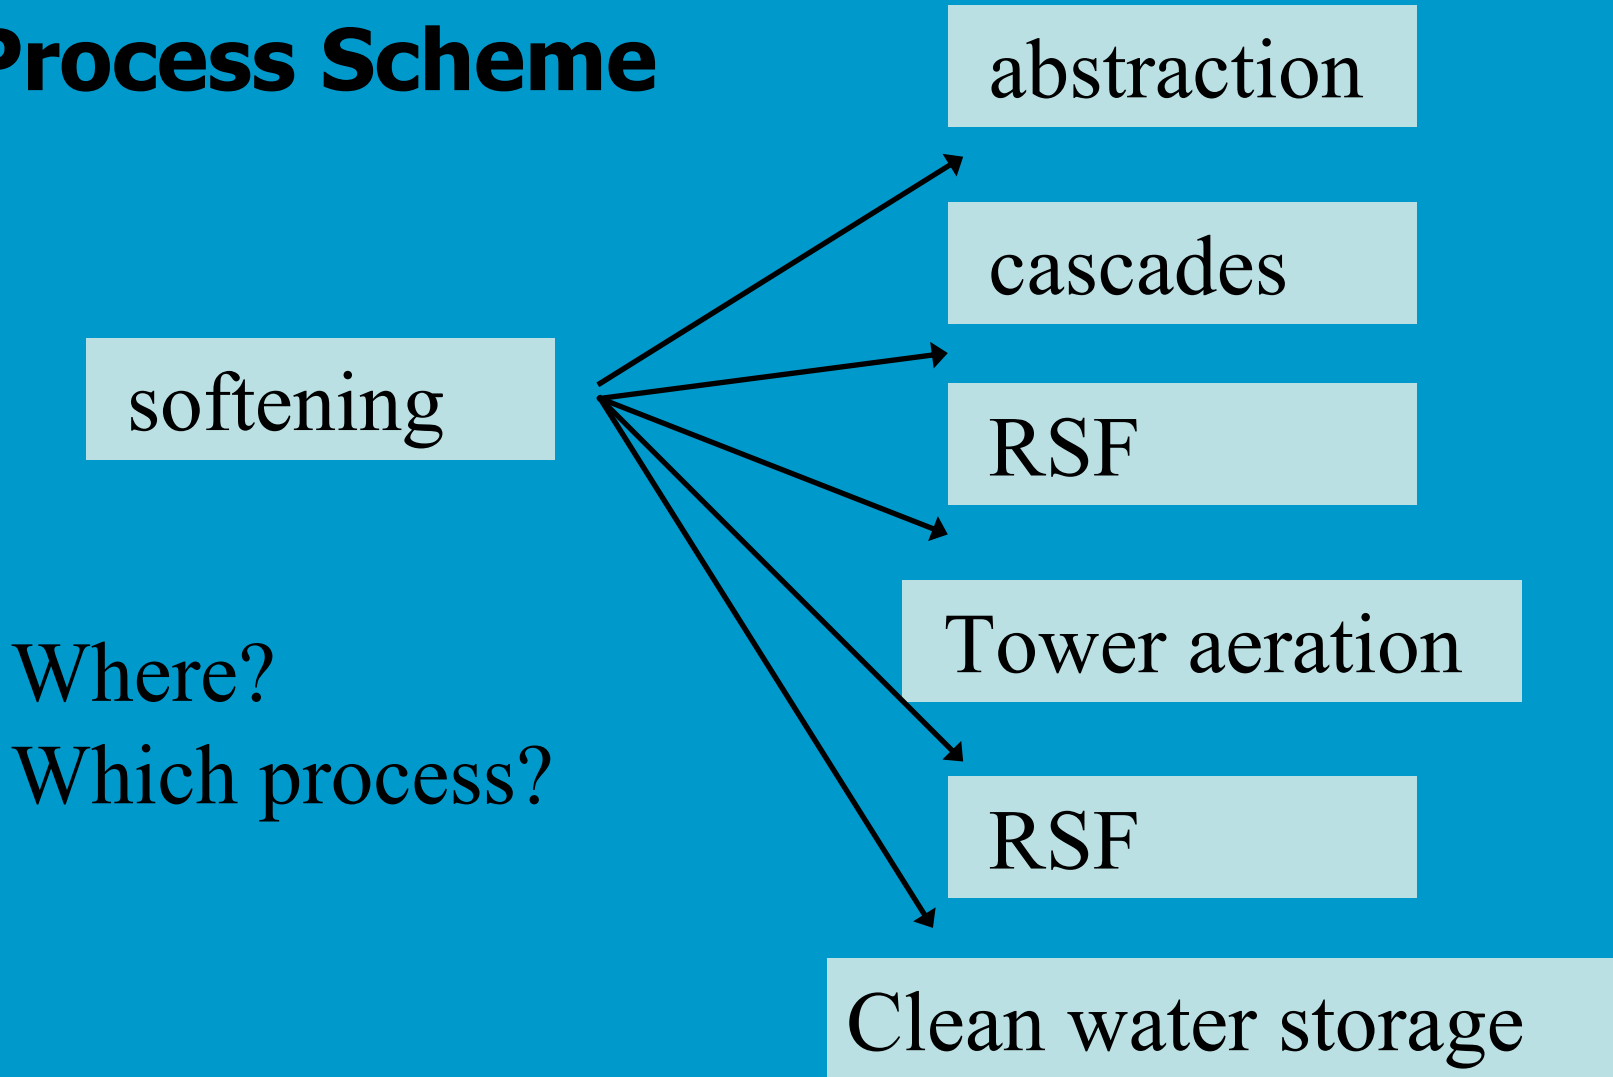 Process Scheme
abstraction
cascades
softening
RSF
Tower aeration
Where?
Which process?
RSF
Clean water storage